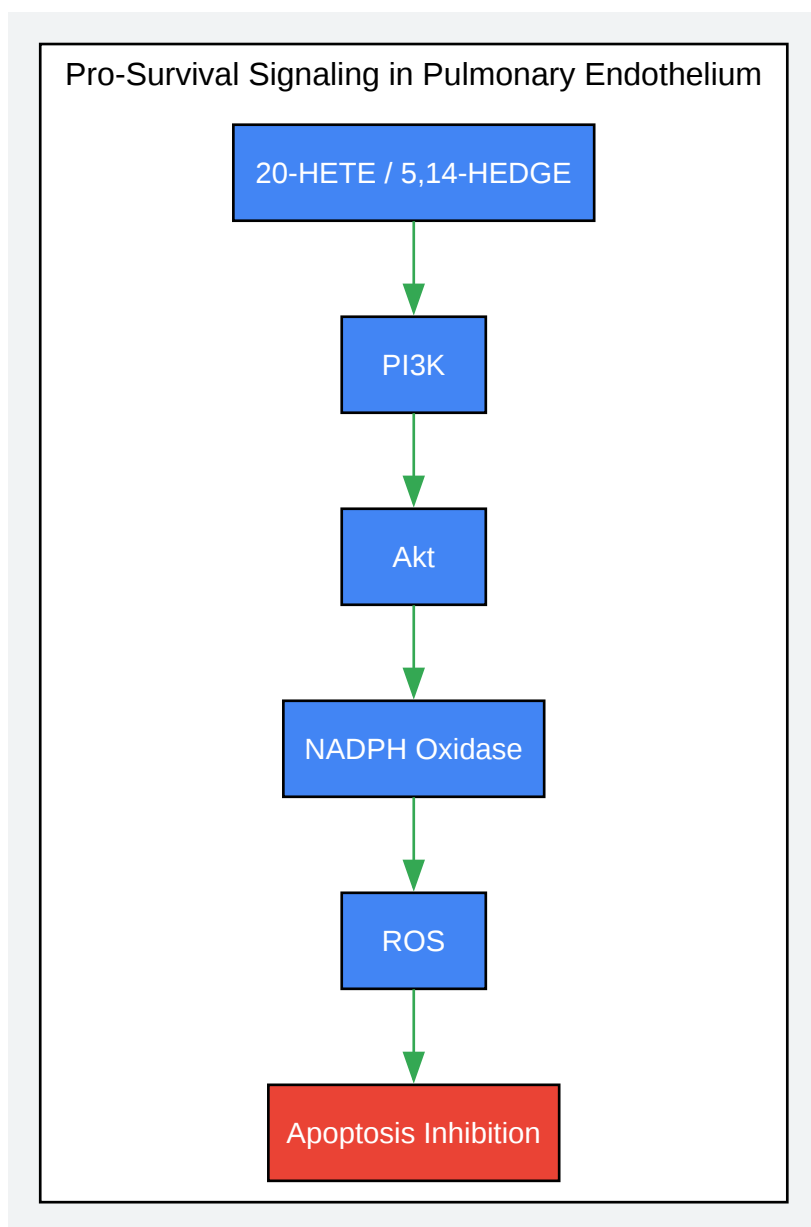 Pro-Survival Signaling in Pulmonary Endothelium
20-HETE / 5,14-HEDGE
PI3K
Akt
NADPH Oxidase
ROS
Apoptosis Inhibition